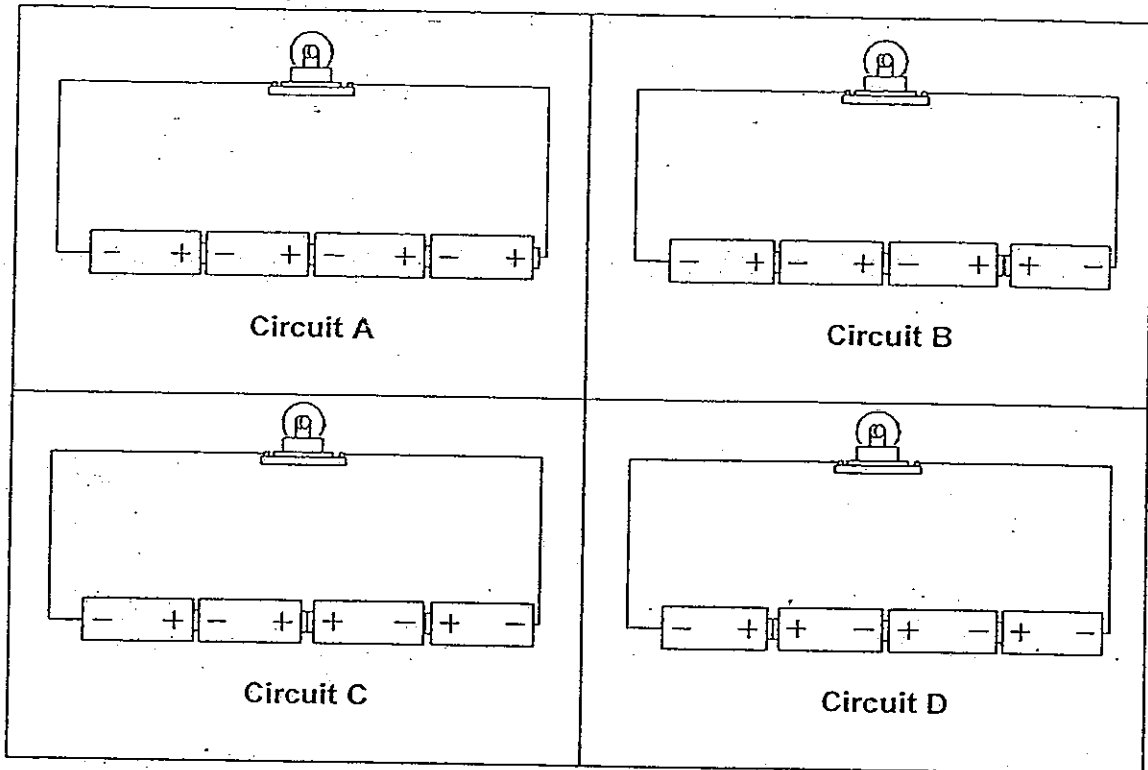 - + - + - + - +
Circuit A
- + - + - + + -
Circuit B
- + - + + - + -
Circuit C
- + + - + - + -
Circuit D